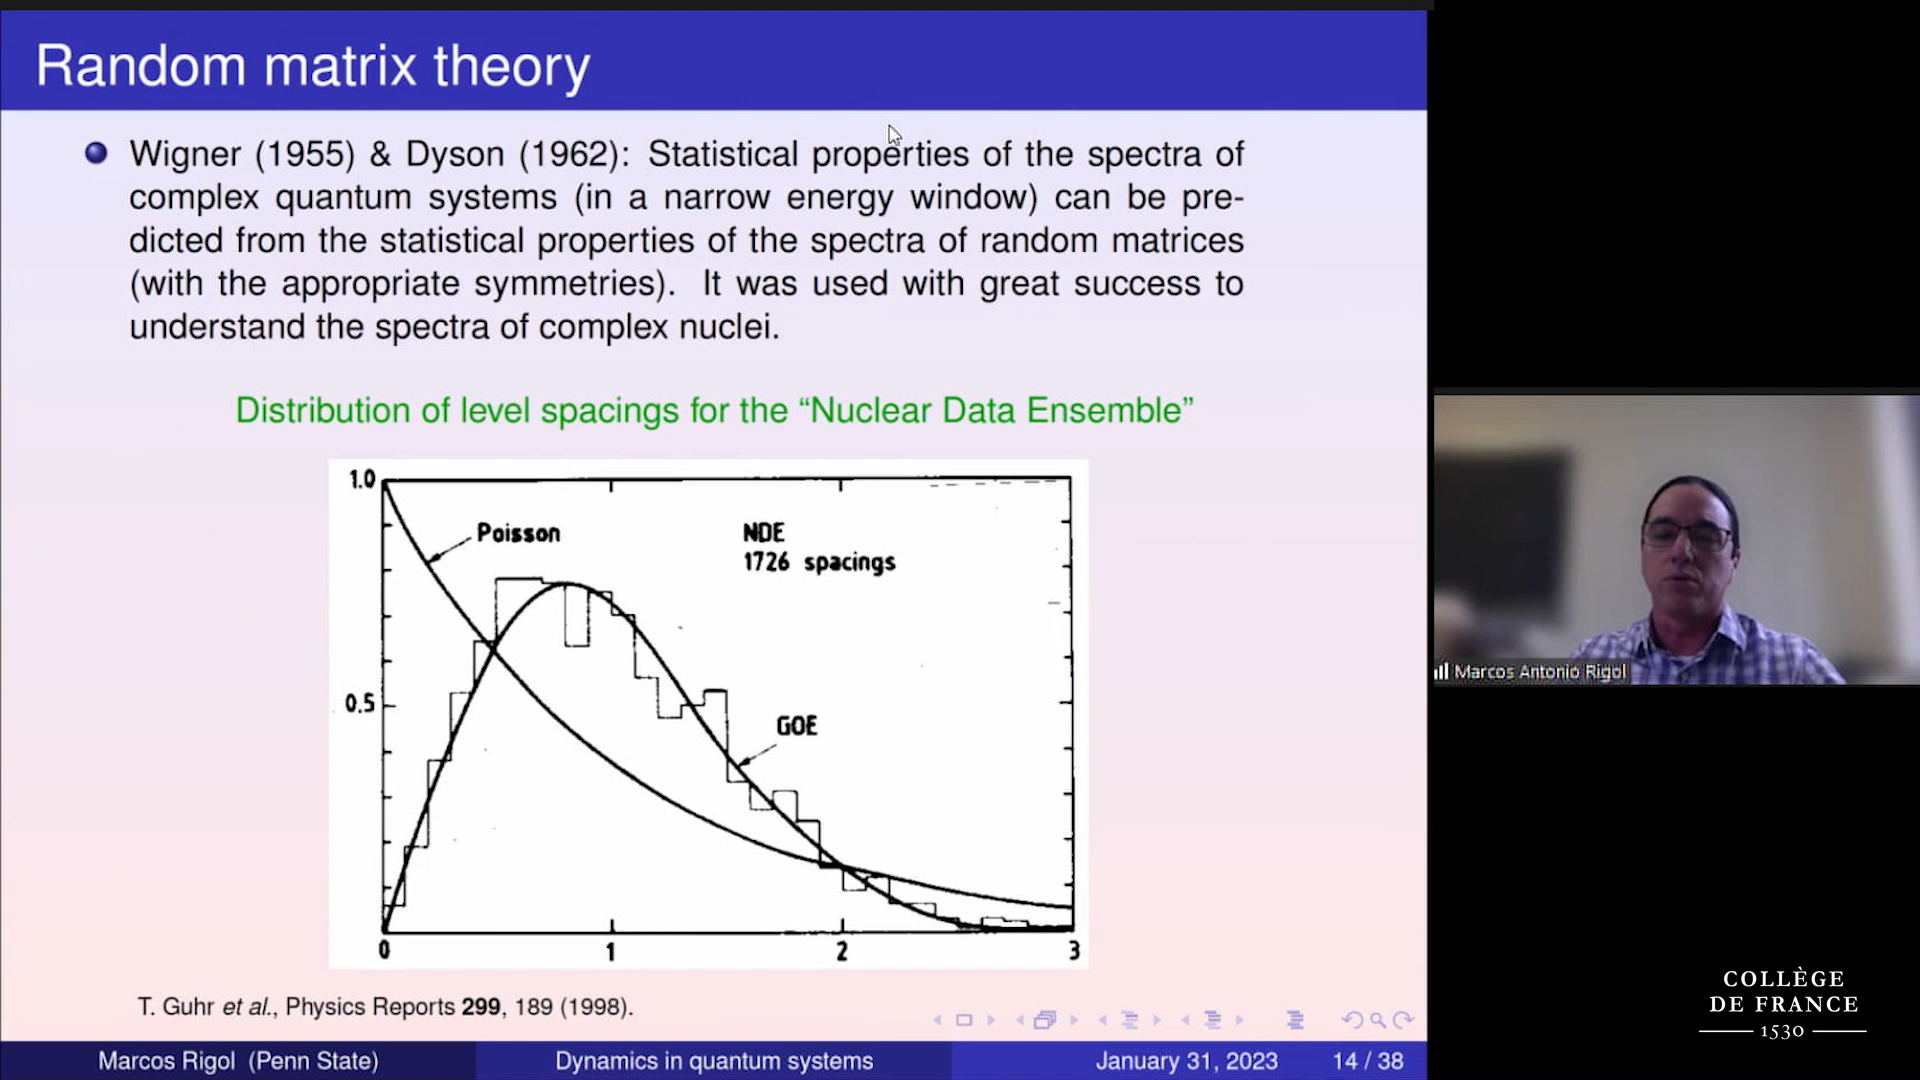 Random matrix theory
Wigner (1955) & Dyson (1962): Statistical properties of the spectra of
complex quantum systems (in a narrow energy window) can be pre-
dicted from the statistical properties of the spectra of random matrices
(with the appropriate symmetries). It was used with great success to
understand the spectra of complex nuclei.
Distribution of level spacings for the “Nuclear Data Ensemble”
1.0
Poisson
NDE
1726 spacings
0.5
GOE
0
1
2
3
T. Guhr et al., Physics Reports 299, 189 (1998).
Marcos Rigol (Penn State)
Dynamics in quantum systems
January 31, 2023
14 / 38
Marcos Antonio Rigol
COLLÈGE
DE FRANCE
1530